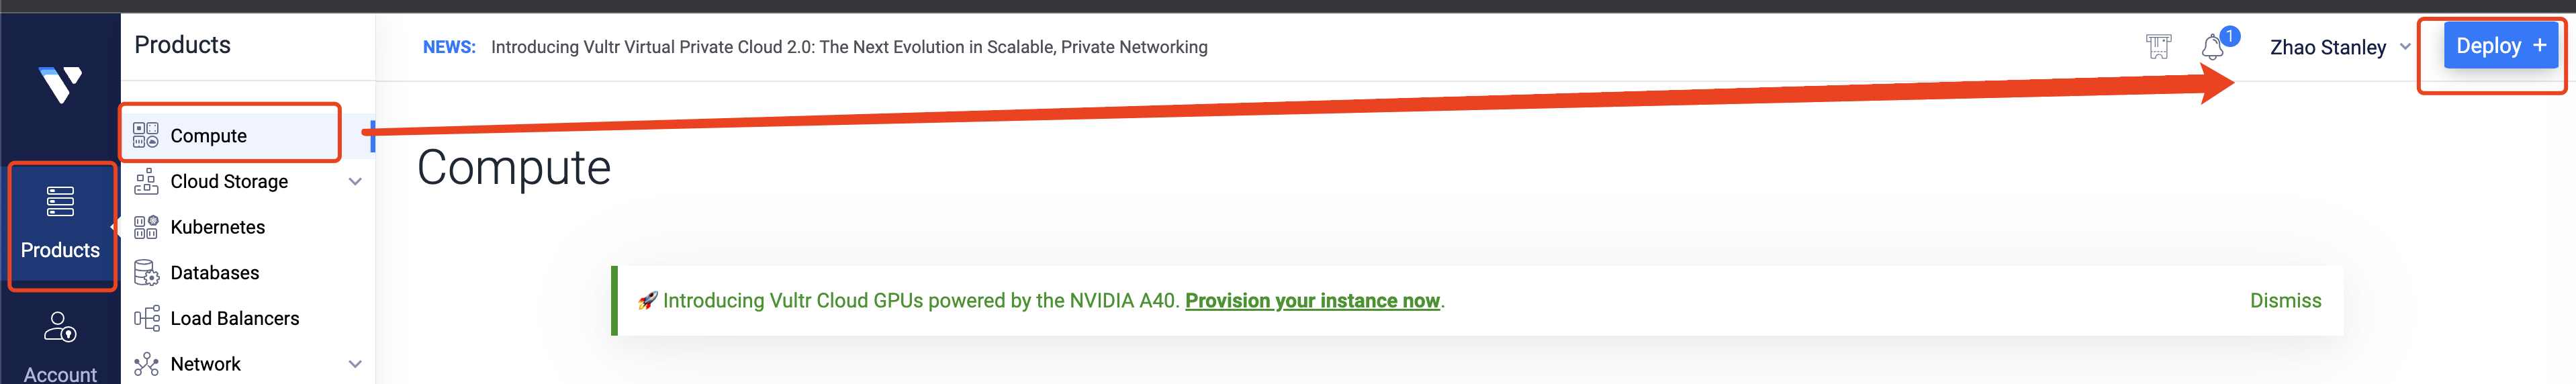 Products
Account
Products
Compute
Cloud Storage
Kubernetes
Databases
Load Balancers
Network
NEWS: Introducing Vultr Virtual Private Cloud 2.0: The Next Evolution in Scalable, Private Networking
1
Zhao Stanley
Deploy +
Compute
🚀 Introducing Vultr Cloud GPUs powered by the NVIDIA A40. Provision your instance now.
Dismiss